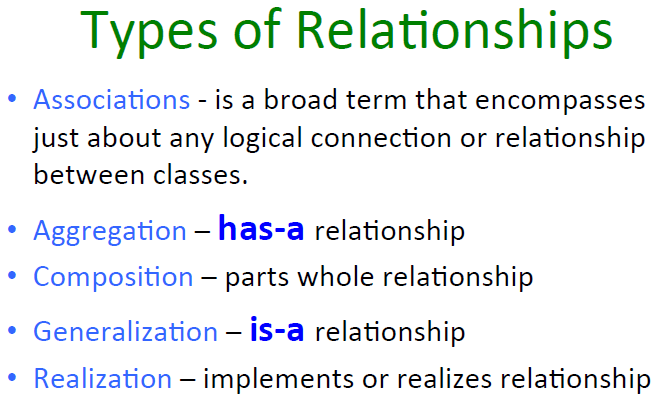 Types of Relationships
• Associations - is a broad term that encompasses
just about any logical connection or relationship
between classes.
• Aggregation – has-a relationship
• Composition – parts whole relationship
• Generalization – is-a relationship
• Realization – implements or realizes relationship